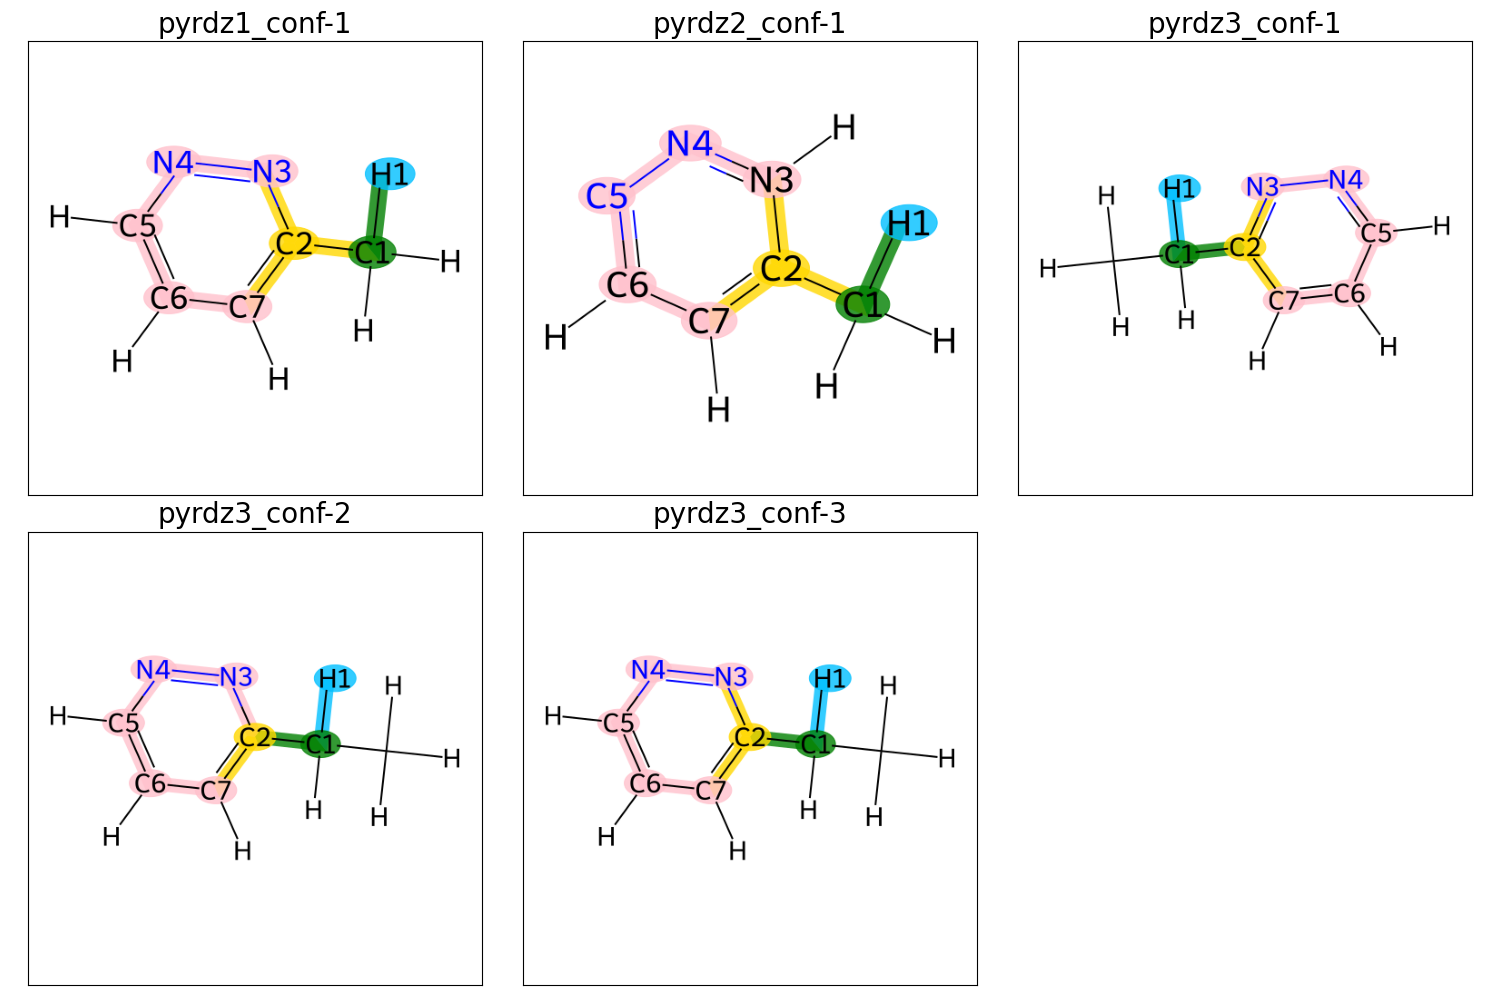 pyrdz1_conf-1
pyrdz2_conf-1
pyrdz3_conf-1
N4 N3 H1
H C5 C2 C1 H
C6 C7 H
H H
N4 H
C5 N3 H1
C6 C2 C1
H C7 H H
H
H H1 N3 N4
H C1 C2 C5 H
H H C7 C6
H H
pyrdz3_conf-2
pyrdz3_conf-3
N4 N3 H1 H
H C5 C2 C1 H
C6 C7 H H
H H
N4 N3 H1 H
H C5 C2 C1 H
C6 C7 H H
H H